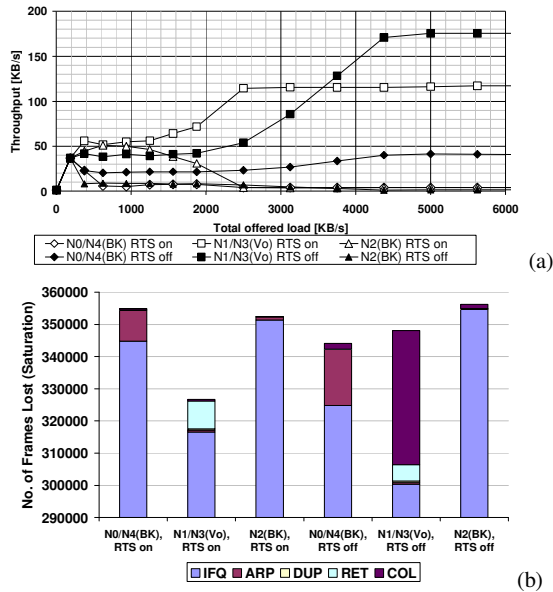 200
150
100
50
0
Throughput [KB/s]
0 1000 2000 3000 4000 5000 6000
Total offered load [KB/s]
N0/N4(BK) RTS on N1/N3(Vo) RTS on N2(BK) RTS on
N0/N4(BK) RTS off N1/N3(Vo) RTS off N2(BK) RTS off
(a)
360000
350000
340000
330000
320000
310000
300000
290000
No. of Frames Lost (Saturation)
N0/N4(BK), N1/N3(Vo), N2(BK), N0/N4(BK), N1/N3(Vo), N2(BK),
RTS on RTS on RTS on RTS off RTS off RTS off
IFQ ARP DUP RET COL
(b)